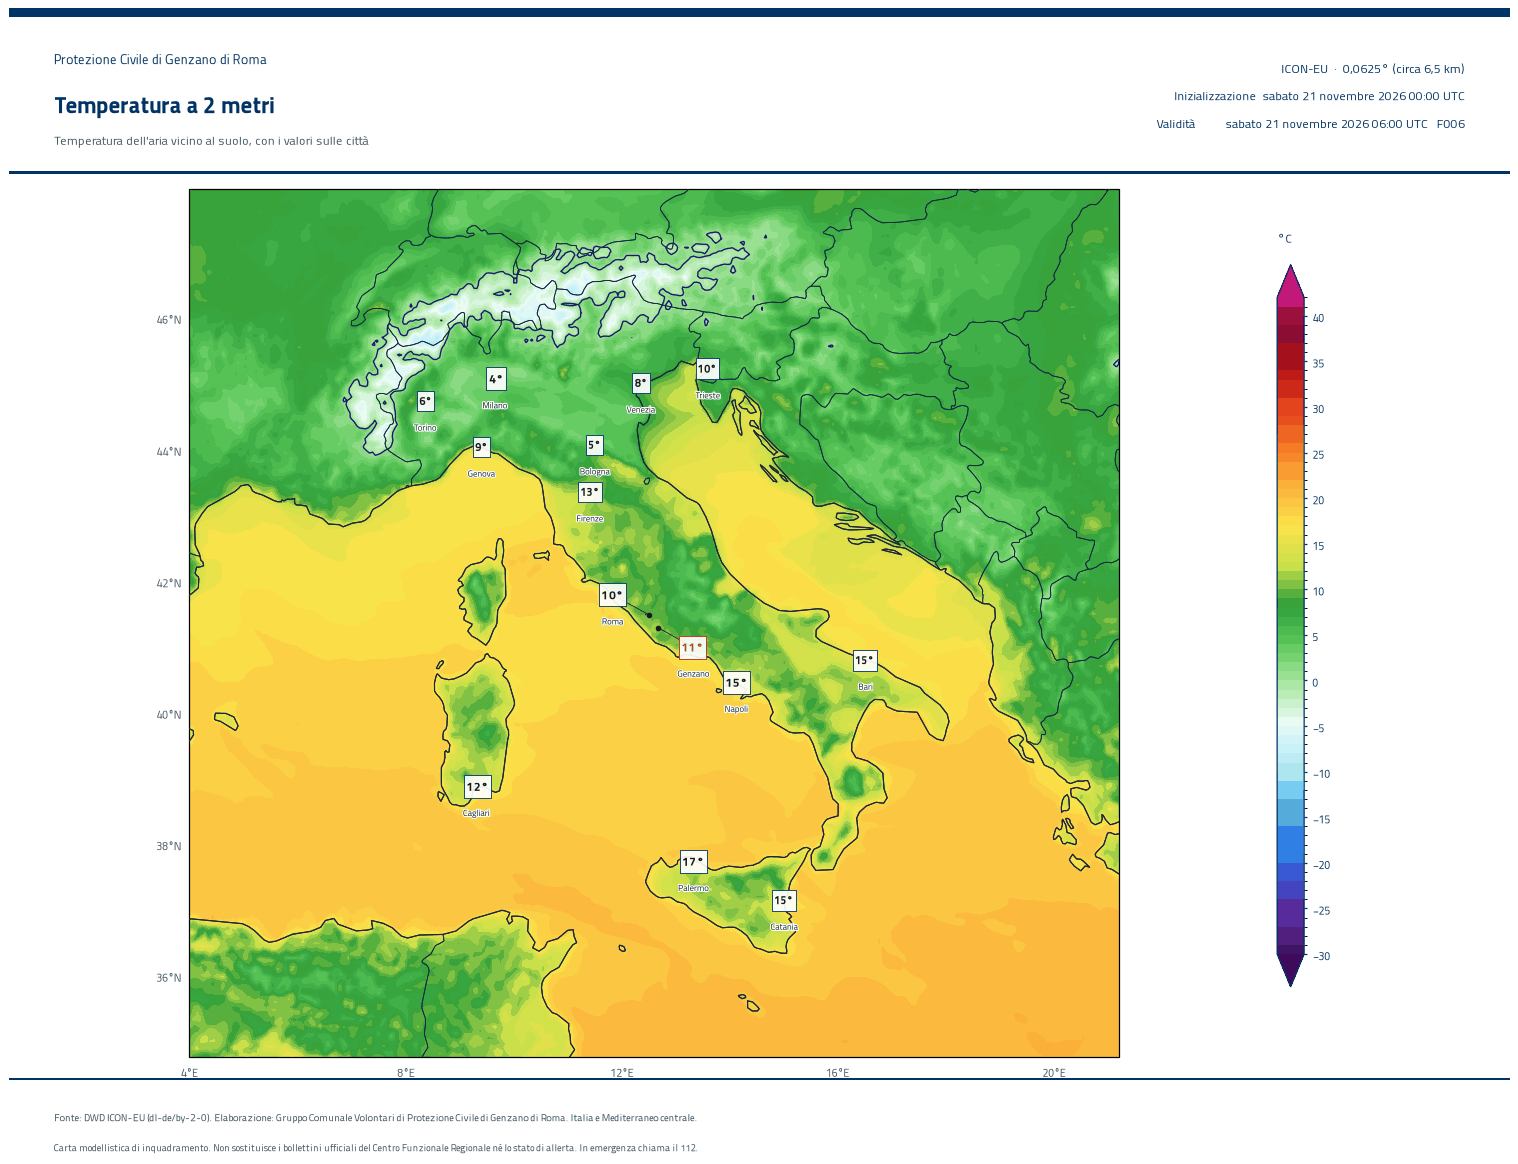 Protezione Civile di Genzano di Roma
Temperatura a 2 metri
Temperatura dell'aria vicino al suolo, con i valori sulle città
ICON-EU · 0,0625° (circa 6,5 km)
Inizializzazione sabato 21 novembre 2026 00:00 UTC
Validità sabato 21 novembre 2026 06:00 UTC F006
46°N
44°N
42°N
40°N
38°N
36°N
4°E
8°E
12°E
16°E
20°E
4°
Milano
6°
Torino
8°
Venezia
10°
Trieste
9°
Genova
5°
Bologna
13°
Firenze
10°
Roma
11°
Genzano
15°
Napoli
15°
Bari
12°
Cagliari
17°
Palermo
15°
Catania
°C
40
35
30
25
20
15
10
5
0
−5
−10
−15
−20
−25
−30
Fonte: DWD ICON-EU (dl-de/by-2-0). Elaborazione: Gruppo Comunale Volontari di Protezione Civile di Genzano di Roma. Italia e Mediterraneo centrale.
Carta modellistica di inquadramento. Non sostituisce i bollettini ufficiali del Centro Funzionale Regionale né lo stato di allerta. In emergenza chiama il 112.